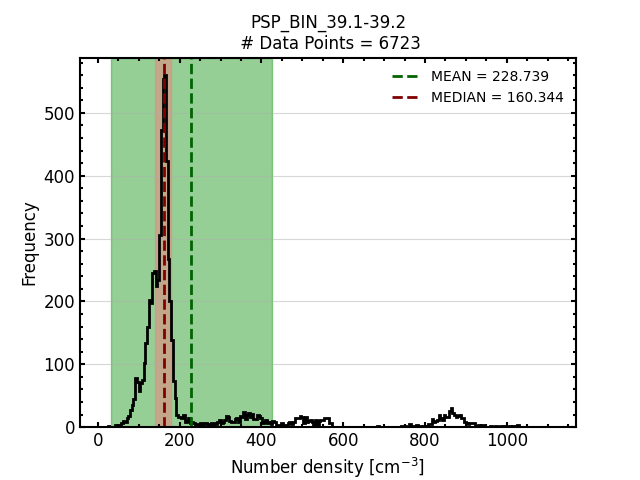 PSP_BIN_39.1-39.2
# Data Points = 6723
MEAN = 228.739
MEDIAN = 160.344
Frequency
500
400
300
200
100
0
0 200 400 600 800 1000
Number density [cm⁻³]